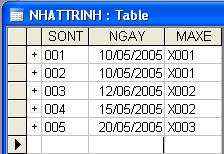 NHATTRINH : Table
SONT NGAY MAXE
+ 001 10/05/2005 X001
+ 002 10/05/2005 X001
+ 003 12/06/2005 X002
+ 004 15/02/2005 X002
+ 005 20/05/2005 X003